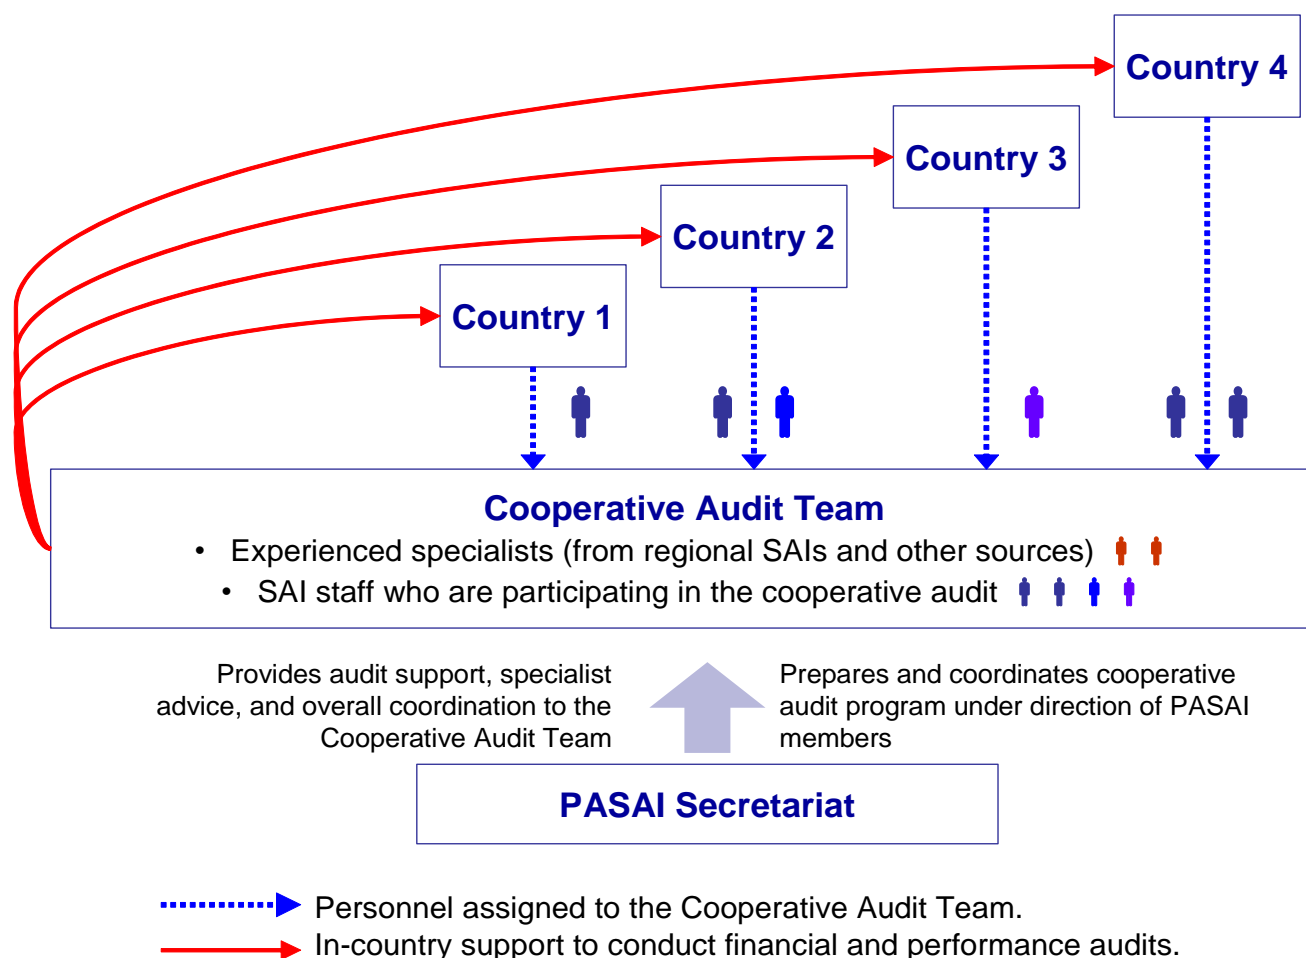 Country 4
Country 3
Country 2
Country 1
Cooperative Audit Team
• Experienced specialists (from regional SAIs and other sources)
• SAI staff who are participating in the cooperative audit
Provides audit support, specialist
advice, and overall coordination to the
Cooperative Audit Team
Prepares and coordinates cooperative
audit program under direction of PASAI
members
PASAI Secretariat
Personnel assigned to the Cooperative Audit Team.
In-country support to conduct financial and performance audits.